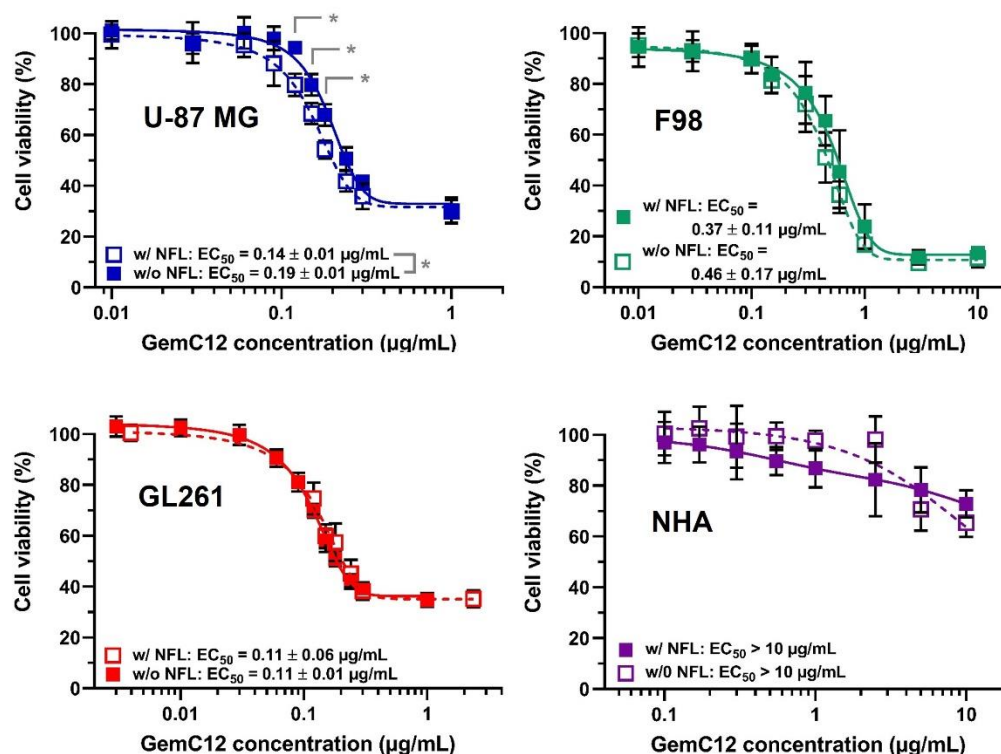 Cell viability (%)
100
80
60
40
20
0
U-87 MG
*
*
*
w/ NFL: EC50 = 0.14 ± 0.01 µg/mL
w/o NFL: EC50 = 0.19 ± 0.01 µg/mL
*
0.01 0.1 1
GemC12 concentration (µg/mL)
Cell viability (%)
100
80
60
40
20
0
F98
w/ NFL: EC50 =
0.37 ± 0.11 µg/mL
w/o NFL: EC50 =
0.46 ± 0.17 µg/mL
0.01 0.1 1 10
GemC12 concentration (µg/mL)
Cell viability (%)
100
80
60
40
20
0
GL261
w/ NFL: EC50 = 0.11 ± 0.06 µg/mL
w/o NFL: EC50 = 0.11 ± 0.01 µg/mL
0.01 0.1 1
GemC12 concentration (µg/mL)
Cell viability (%)
100
80
60
40
20
0
NHA
w/ NFL: EC50 > 10 µg/mL
w/0 NFL: EC50 > 10 µg/mL
0.1 1 10
GemC12 concentration (µg/mL)